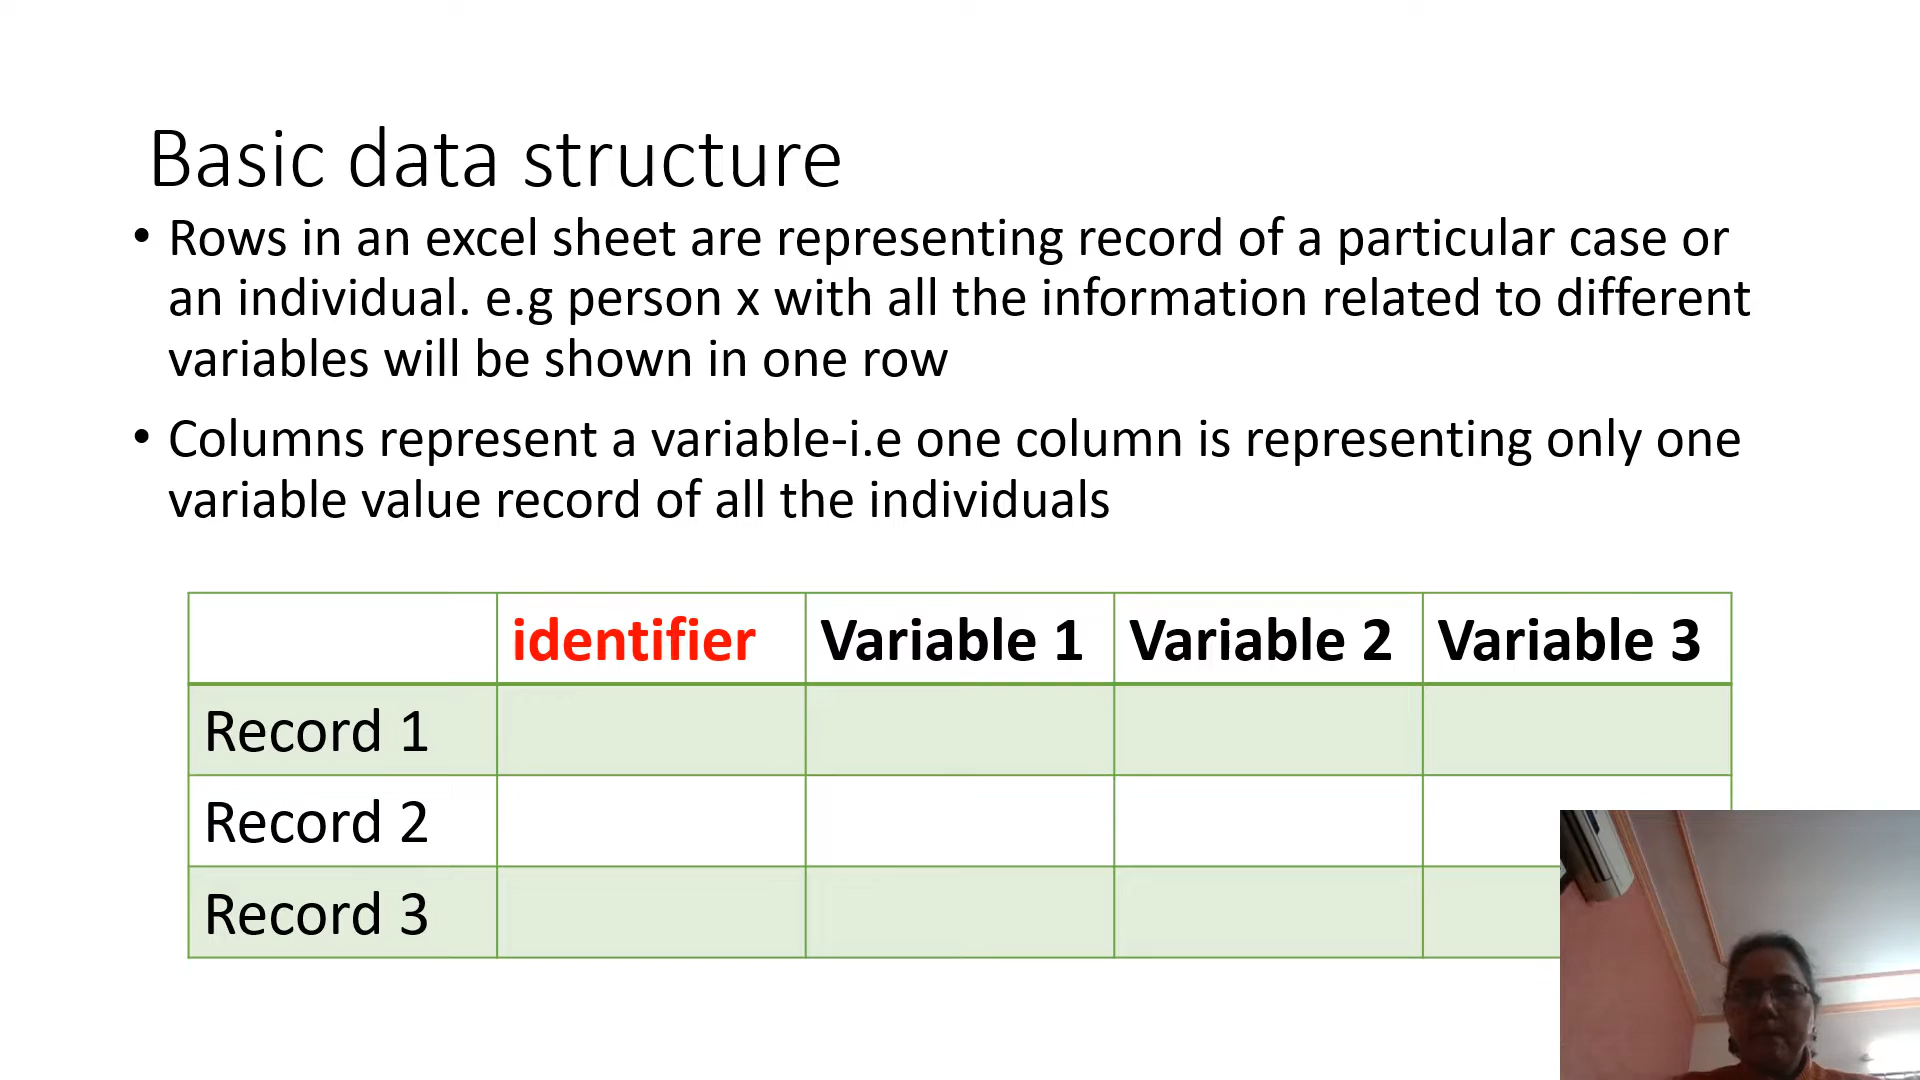 Basic data structure
• Rows in an excel sheet are representing record of a particular case or
an individual. e.g person x with all the information related to different
variables will be shown in one row
• Columns represent a variable-i.e one column is representing only one
variable value record of all the individuals
identifier Variable 1 Variable 2 Variable 3
Record 1
Record 2
Record 3